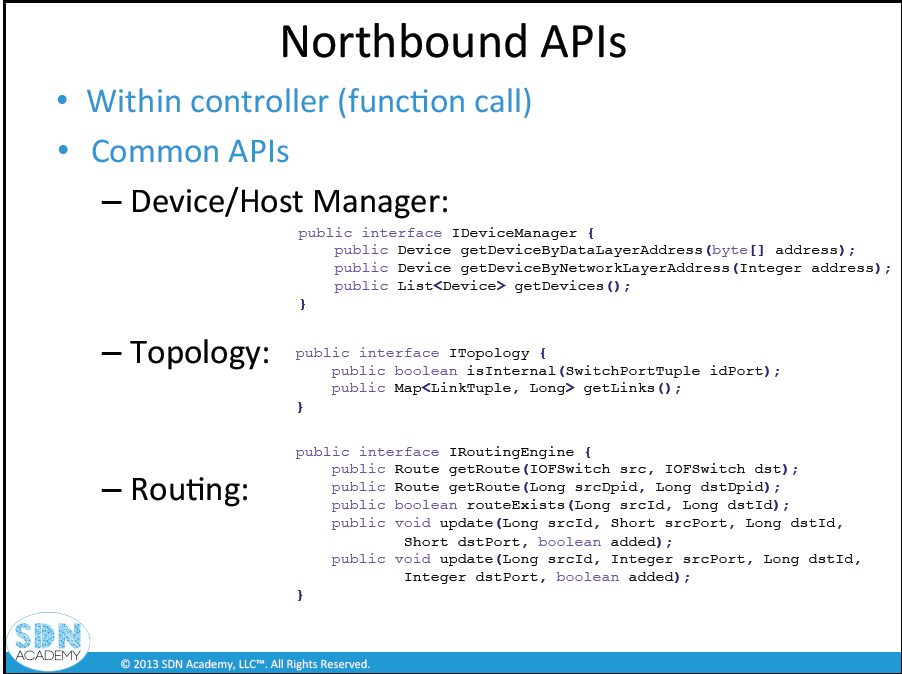 Northbound APIs
• Within controller (function call)
• Common APIs
– Device/Host Manager:
public interface IDeviceManager {
public Device getDeviceByDataLayerAddress(byte[] address);
public Device getDeviceByNetworkLayerAddress(Integer address);
public List<Device> getDevices();
}
– Topology:
public interface ITopology {
public boolean isInternal(SwitchPortTuple idPort);
public Map<LinkTuple, Long> getLinks();
}
– Routing:
public interface IRoutingEngine {
public Route getRoute(IOFSwitch src, IOFSwitch dst);
public Route getRoute(Long srcDpid, Long dstDpid);
public boolean routeExists(Long srcId, Long dstId);
public void update(Long srcId, Short srcPort, Long dstId,
Short dstPort, boolean added);
public void update(Long srcId, Integer srcPort, Long dstId,
Integer dstPort, boolean added);
}
SDN
ACADEMY
© 2013 SDN Academy, LLC™. All Rights Reserved.